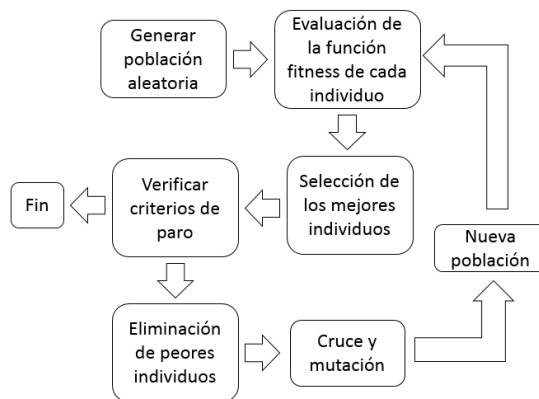 Generar
población
aleatoria
Evaluación de
la función
fitness de cada
individuo
Selección de
los mejores
individuos
Verificar
criterios de
paro
Fin
Eliminación
de peores
individuos
Cruce y
mutación
Nueva
población